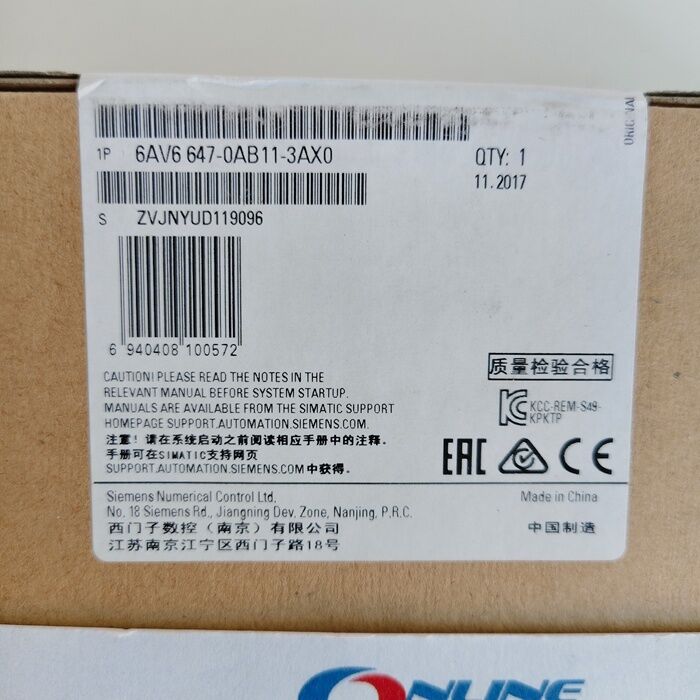 1P 6AV6 647-0AB11-3AX0
QTY: 1
11.2017
S ZVJNYUD119096
6 940408 100572
CAUTION! PLEASE READ THE NOTES IN THE
RELEVANT MANUAL BEFORE SYSTEM STARTUP.
MANUALS ARE AVAILABLE FROM THE SIMATIC SUPPORT
HOMEPAGE SUPPORT.AUTOMATION.SIEMENS.COM
注意！请在系统启动之前阅读相应手册中的注释。
手册可在SIMATIC支持网页
SUPPORT.AUTOMATION.SIEMENS.COM 中获得。
质量检验合格
KCC-REM-S49-
KPKTP
EAC CE
Siemens Numerical Control Ltd.
No. 18 Siemens Rd., Jiangning Dev. Zone, Nanjing, P.R.C.
西门子数控（南京）有限公司
江苏南京江宁区西门子路18号
Made in China
中国制造
ONLINE